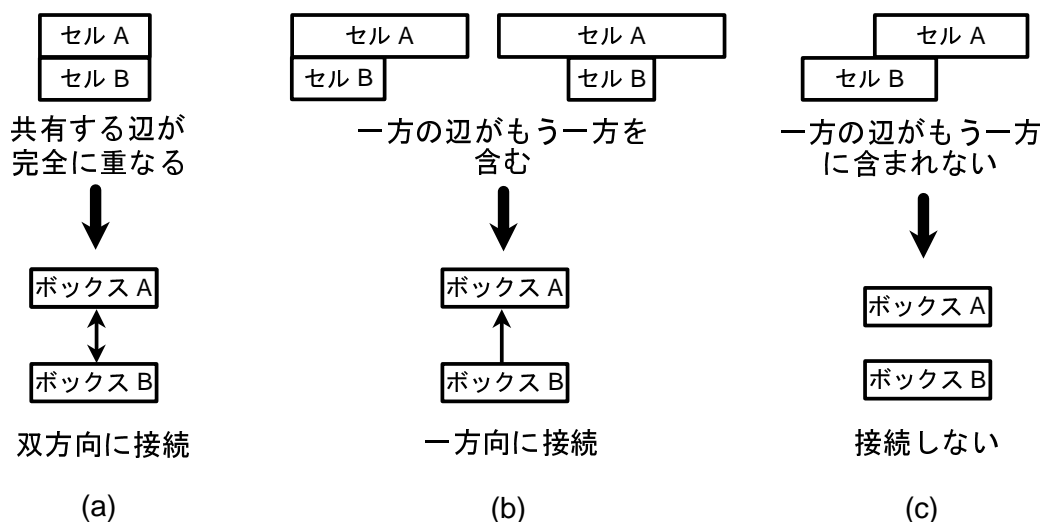 セル A
セル B
共有する辺が
完全に重なる
ボックス A
ボックス B
双方向に接続
(a)
セル A
セル B
セル A
セル B
一方の辺がもう一方を
含む
ボックス A
ボックス B
一方向に接続
(b)
セル A
セル B
一方の辺がもう一方
に含まれない
ボックス A
ボックス B
接続しない
(c)